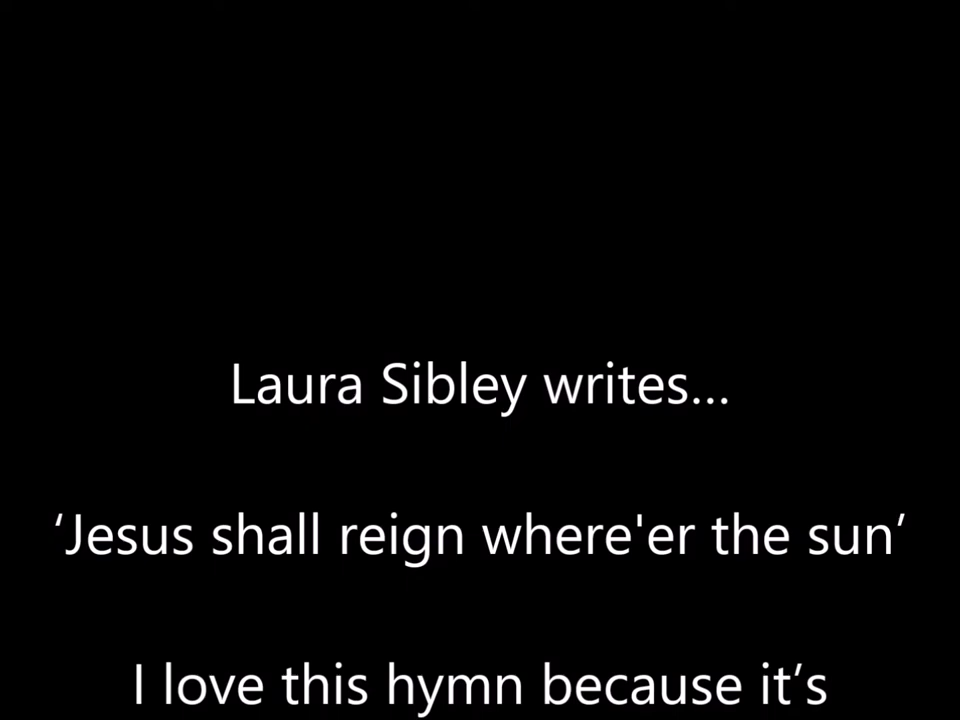 Laura Sibley writes...
‘Jesus shall reign where'er the sun’
I love this hymn because it’s